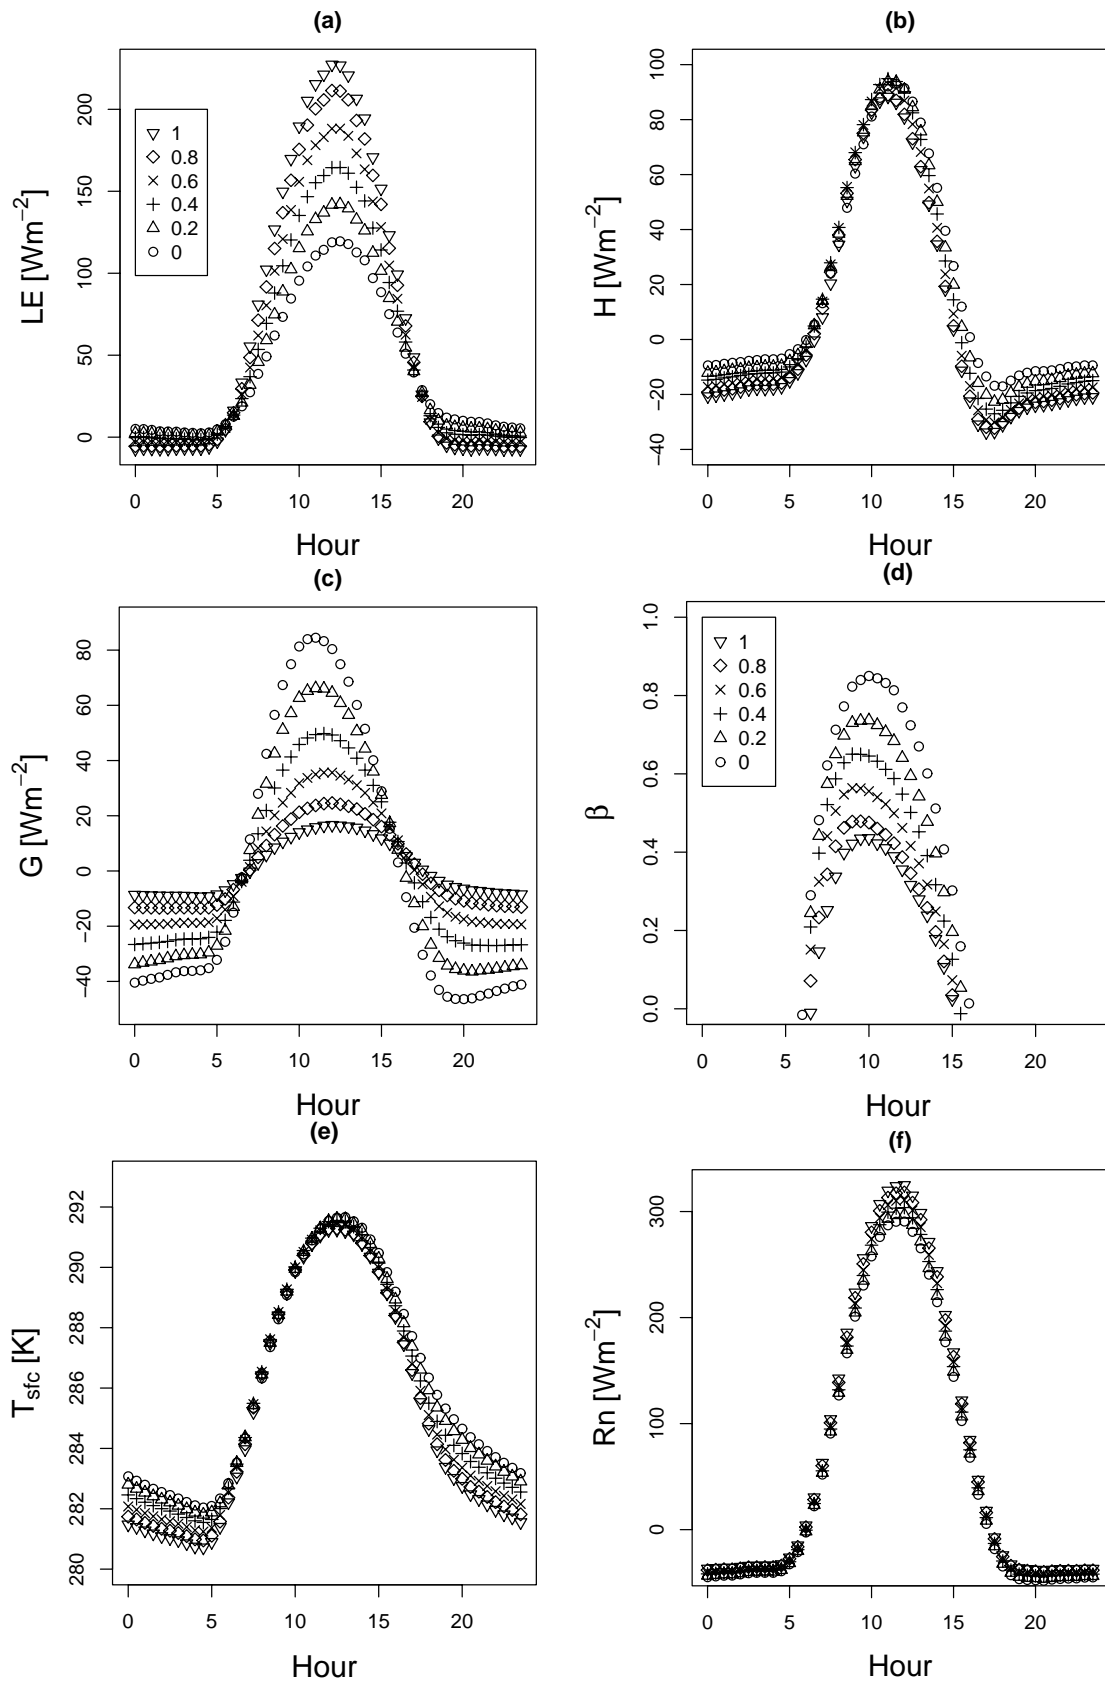 (a)
LE [Wm−2]
200
150
100
50
0
1
0.8
0.6
0.4
0.2
0
0 5 10 15 20
Hour
(b)
H [Wm−2]
100
80
60
40
20
0
−20
−40
0 5 10 15 20
Hour
(c)
G [Wm−2]
80
60
40
20
0
−20
−40
0 5 10 15 20
Hour
(d)
β
1.0
0.8
0.6
0.4
0.2
0.0
1
0.8
0.6
0.4
0.2
0
0 5 10 15 20
Hour
(e)
Tsfc [K]
292
290
288
286
284
282
280
0 5 10 15 20
Hour
(f)
Rn [Wm−2]
300
200
100
0
0 5 10 15 20
Hour